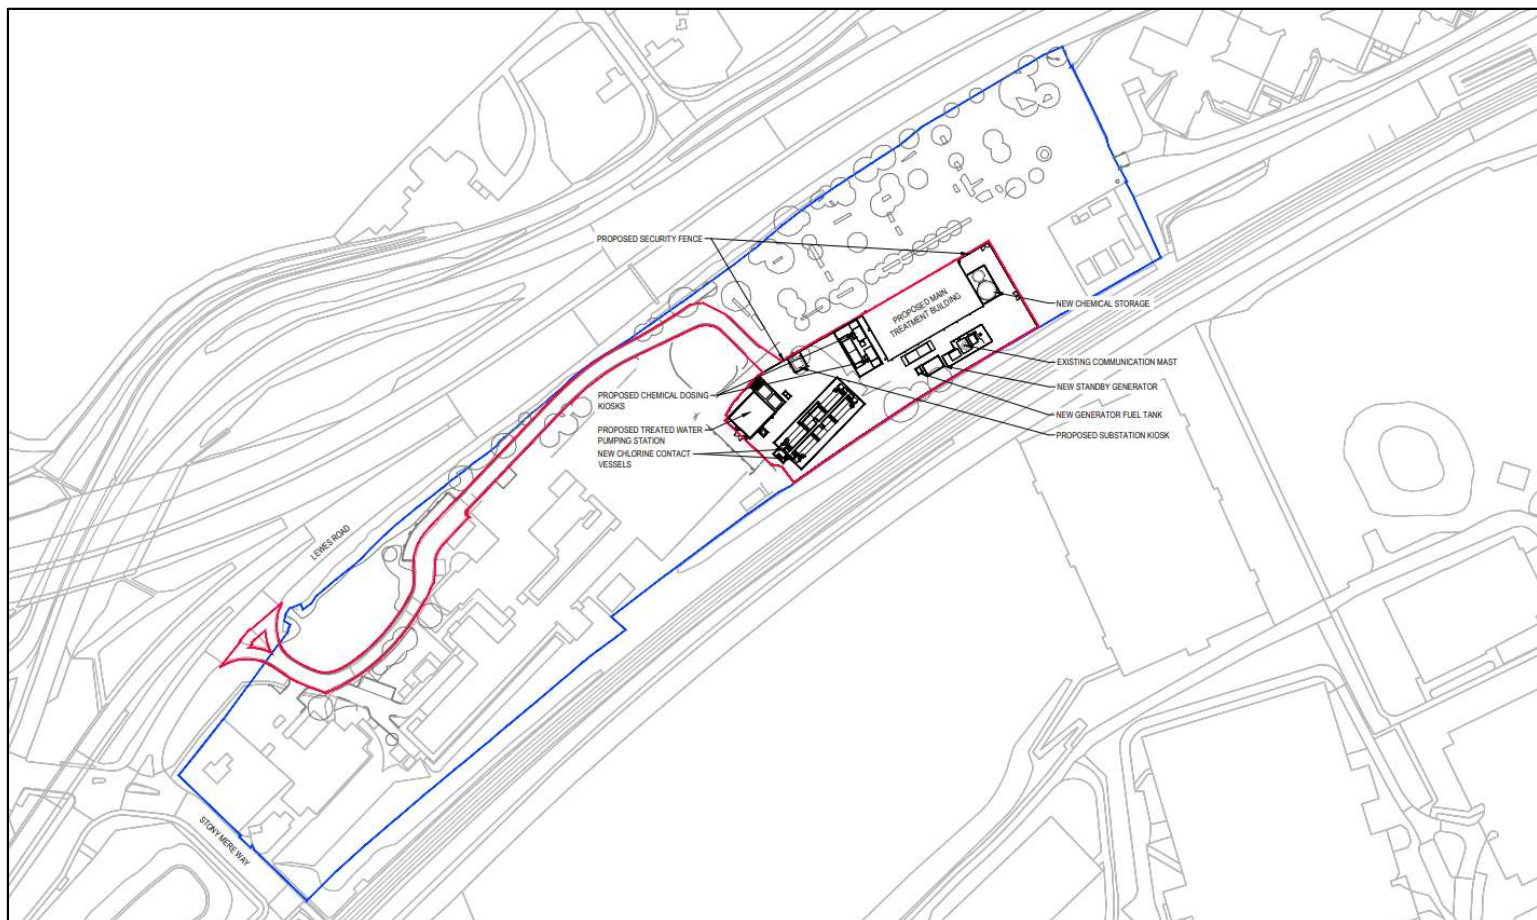 PROPOSED SECURITY FENCE
PROPOSED MAIN
TREATMENT BUILDING
NEW CHEMICAL STORAGE
EXISTING COMMUNICATION MAST
NEW STANDBY GENERATOR
PROPOSED CHEMICAL DOSING
KIOSKS
NEW GENERATOR FUEL TANK
PROPOSED TREATED WATER
PUMPING STATION
PROPOSED SUBSTATION KIOSK
NEW CHLORINE CONTACT
VESSELS
LEWES ROAD
STONY MERE WAY